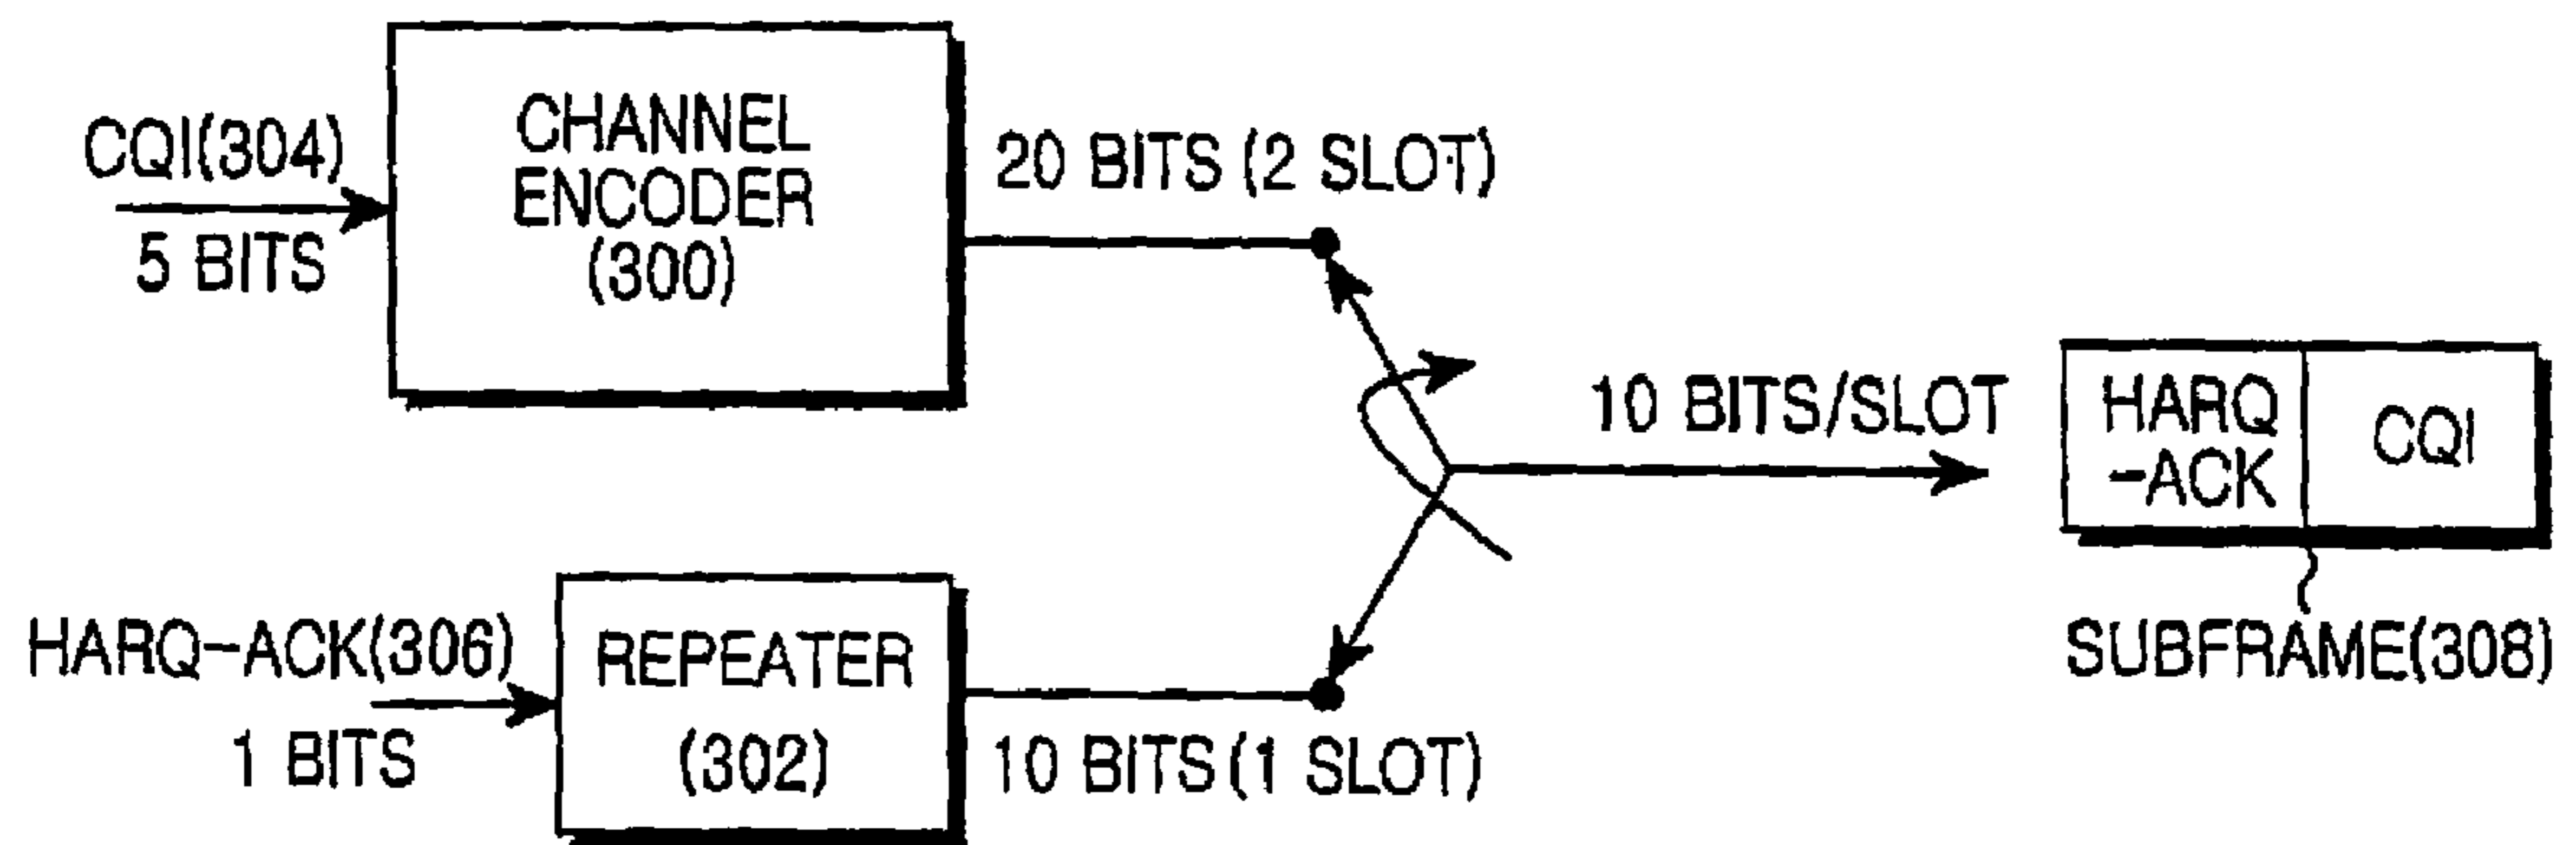 CQI(304)
5 BITS
CHANNEL
ENCODER
(300)
20 BITS (2 SLOT)
HARQ-ACK(306)
1 BITS
REPEATER
(302)
10 BITS (1 SLOT)
10 BITS/SLOT
HARQ
-ACK
CQI
SUBFRAME(308)